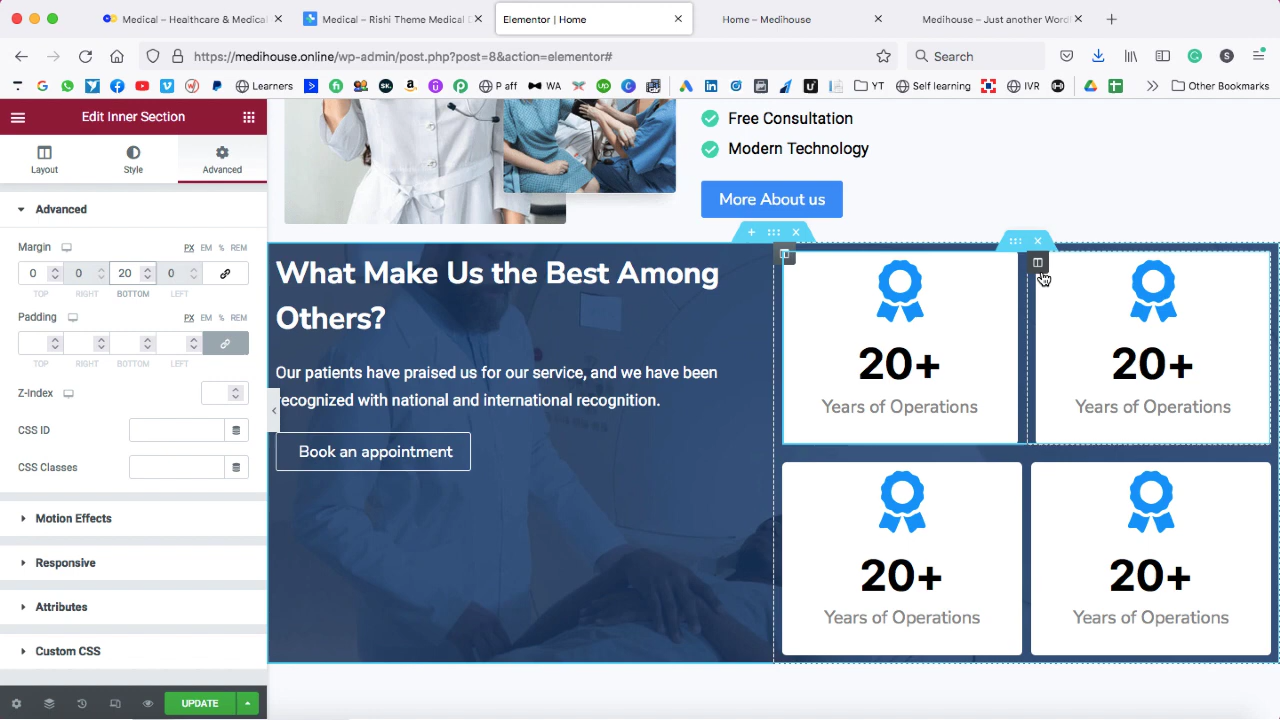 Medical – Healthcare & Medical
Medical – Rishi Theme Medical D
Elementor | Home
Home – Medihouse
Medihouse – Just another Word
https://medihouse.online/wp-admin/post.php?post=8&action=elementor#
Search
Learners
P aff
WA
YT
Self learning
IVR
Other Bookmarks
Edit Inner Section
Layout
Style
Advanced
Advanced
Margin
PX EM % REM
0 0 20 0
TOP RIGHT BOTTOM LEFT
Padding
PX EM % REM
TOP RIGHT BOTTOM LEFT
Z-Index
CSS ID
CSS Classes
Motion Effects
Responsive
Attributes
Custom CSS
UPDATE
Free Consultation
Modern Technology
More About us
What Make Us the Best Among
Others?
Our patients have praised us for our service, and we have been
recognized with national and international recognition.
Book an appointment
20+
Years of Operations
20+
Years of Operations
20+
Years of Operations
20+
Years of Operations